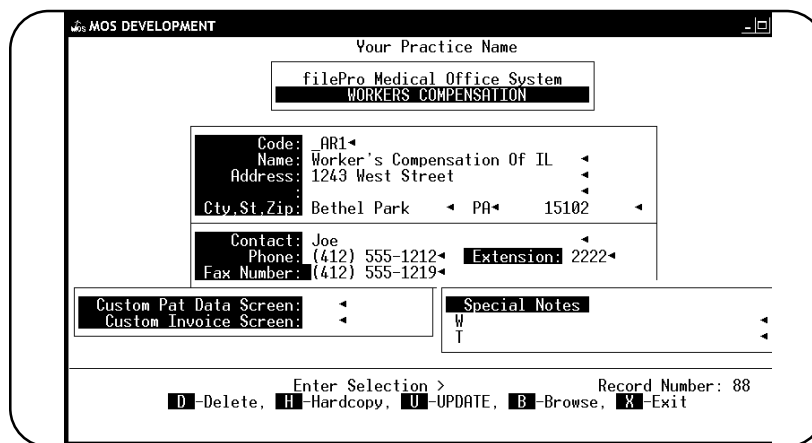 MOS MOS DEVELOPMENT
Your Practice Name
filePro Medical Office System
WORKERS COMPENSATION
Code: _AR1
Name: Worker's Compensation Of IL
Address: 1243 West Street
:
Cty,St,Zip: Bethel Park PA 15102
Contact: Joe
Phone: (412) 555-1212 Extension: 2222
Fax Number: (412) 555-1219
Custom Pat Data Screen:
Custom Invoice Screen:
Special Notes
W
T
Enter Selection > Record Number: 88
D-Delete, H-Hardcopy, U-UPDATE, B-Browse, X-Exit